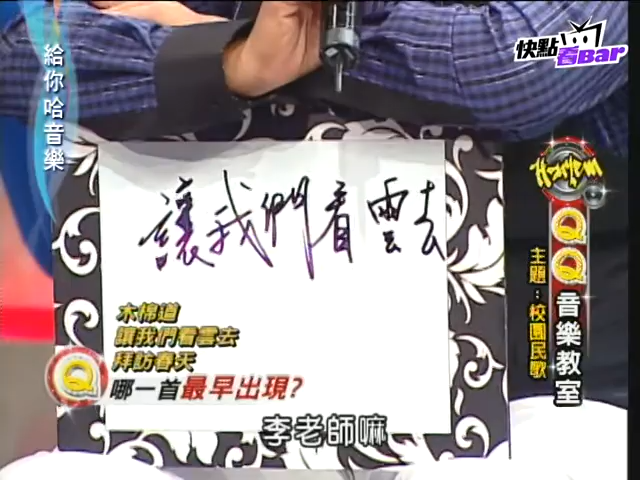 快點
看Bar
給你哈音樂
Harlem
QQ音樂教室
主題：校園民歌
讓我們看雲去
木棉道
讓我們看雲去
拜訪春天
Q
哪一首最早出現?
李老師嘛